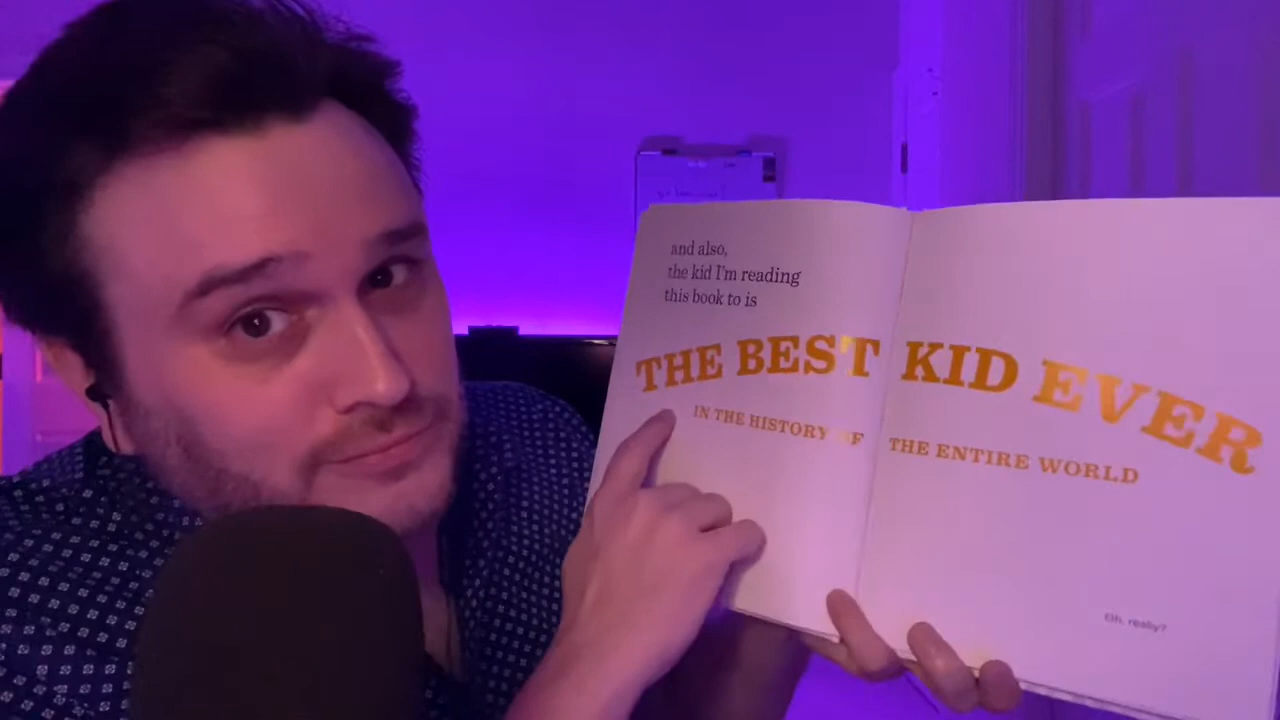 and also,
the kid I'm reading
this book to is
THE BEST KID EVER
IN THE HISTORY OF THE ENTIRE WORLD
Eih, really?